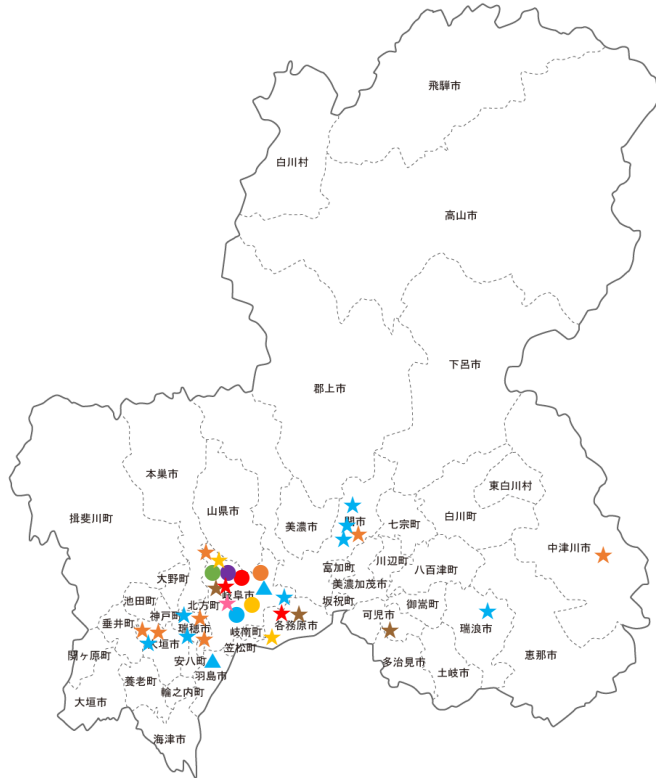 飛騨市
白川村
高山市
下呂市
郡上市
東白川村
本巣市
山県市
揖斐川町
美濃市
関市
七宗町
白川町
中津川市
川辺町
富加町
八百津町
大野町
美濃加茂市
岐阜市
池田町
坂祝町
御嵩町
北方町
神戸町
可児市
垂井町
瑞穂市
岐南町
各務原市
瑞浪市
大垣市
笠松町
恵那市
関ヶ原町
安八町
多治見市
羽島市
土岐市
養老町
輪之内町
大垣市
海津市